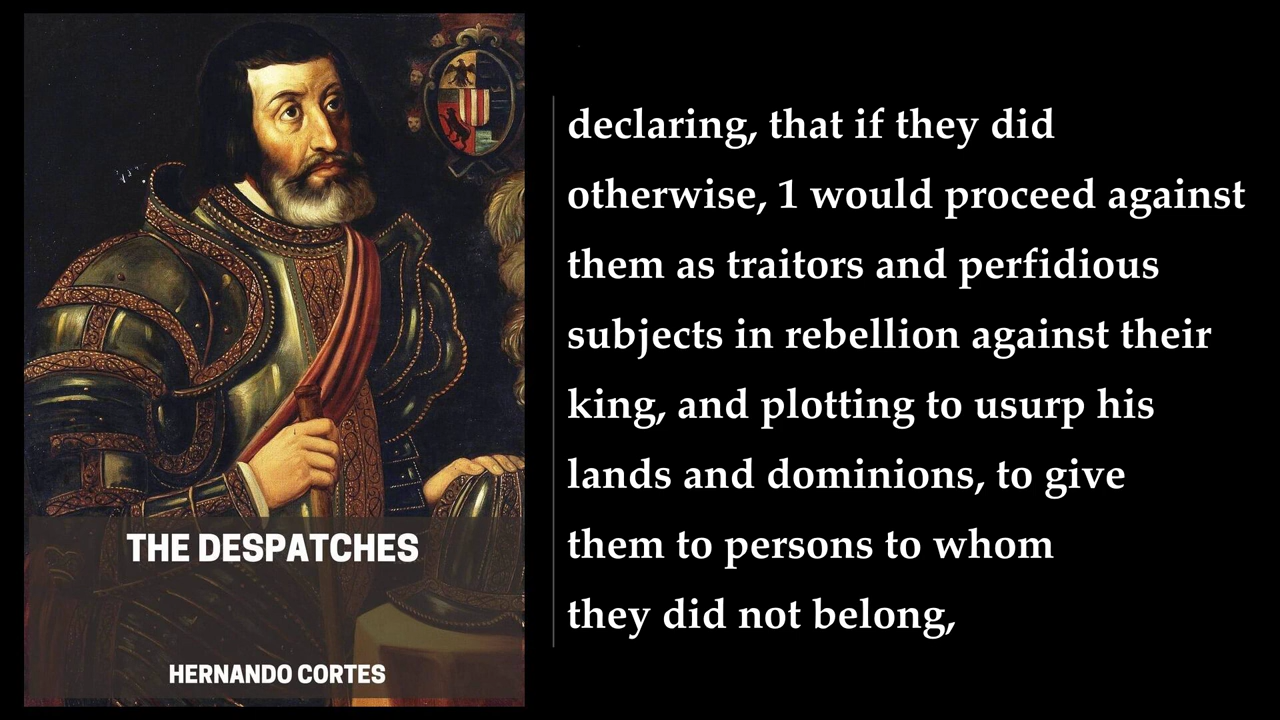 THE DESPATCHES
HERNANDO CORTES
declaring, that if they did
otherwise, 1 would proceed against
them as traitors and perfidious
subjects in rebellion against their
king, and plotting to usurp his
lands and dominions, to give
them to persons to whom
they did not belong,